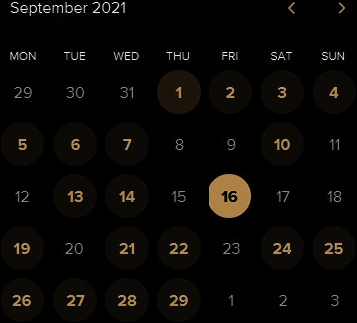 September 2021 < >
MON TUE WED THU FRI SAT SUN
29 30 31 1 2 3 4
5 6 7 8 9 10 11
12 13 14 15 16 17 18
19 20 21 22 23 24 25
26 27 28 29 1 2 3